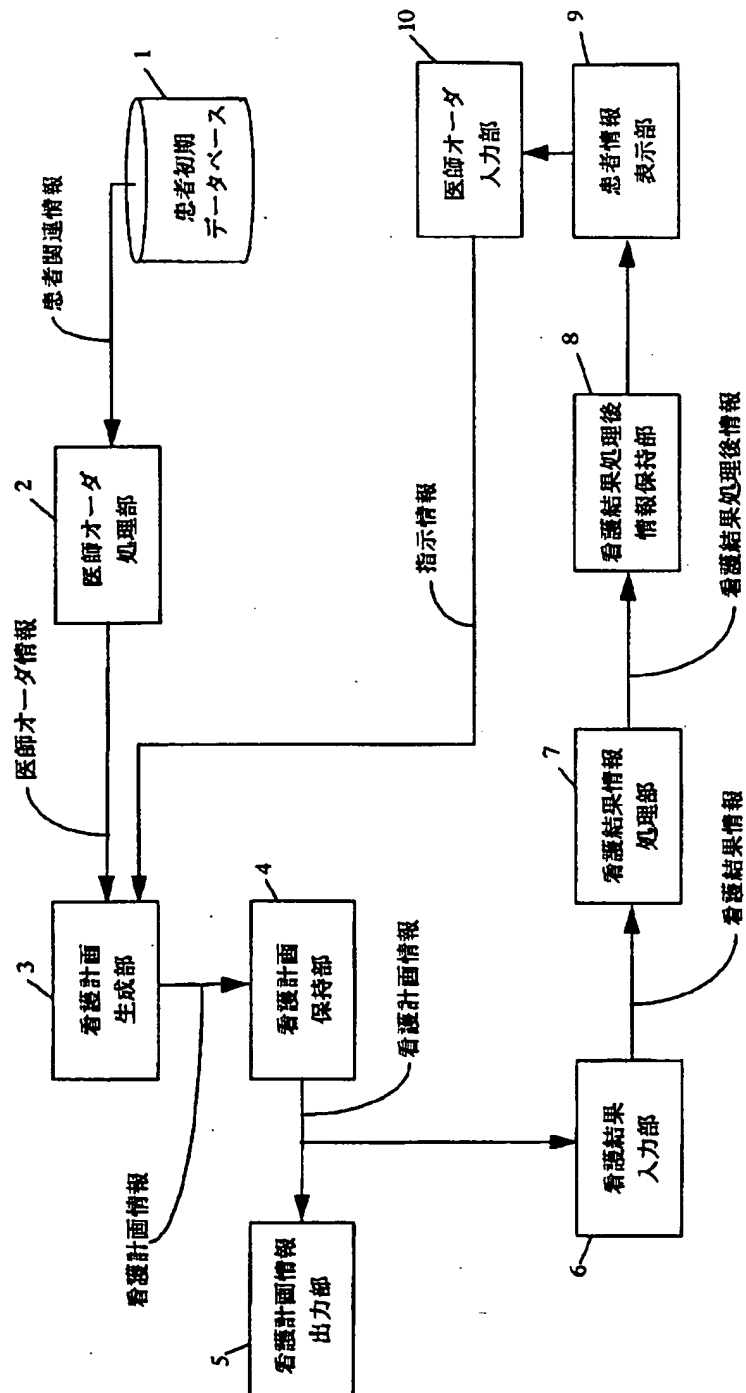 1
患者初期
データベース
患者関連情報
2
医師オーダ
処理部
医師オーダ情報
3
看護計画
生成部
看護計画情報
4
看護計画
保持部
看護計画情報
5
看護計画情報
出力部
6
看護結果
入力部
看護結果情報
7
看護結果情報
処理部
看護結果処理後情報
8
看護結果処理後
情報保持部
9
患者情報
表示部
10
医師オーダ
入力部
指示情報